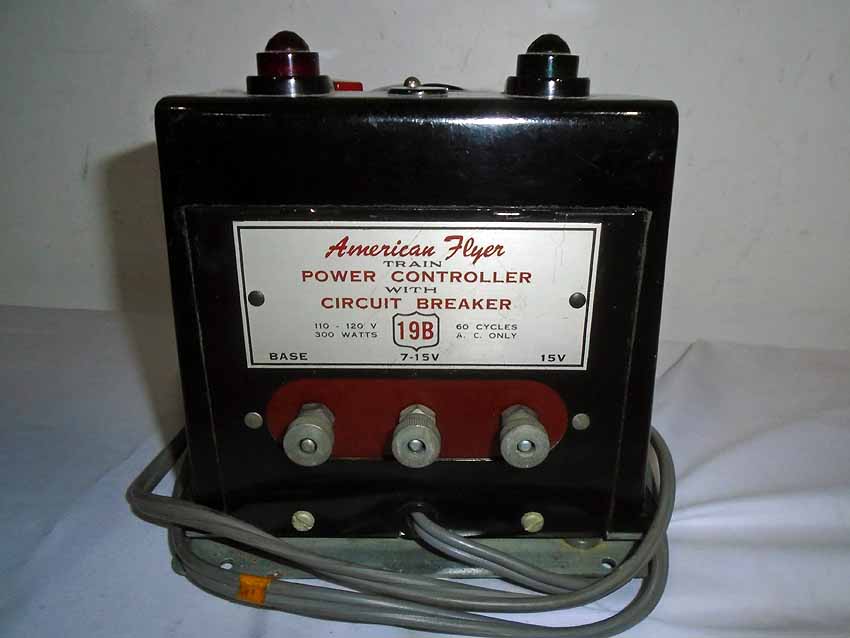 American Flyer
TRAIN
POWER CONTROLLER
WITH
CIRCUIT BREAKER
110 - 120 V 19B 60 CYCLES
300 WATTS A. C. ONLY
BASE 7-15V 15V